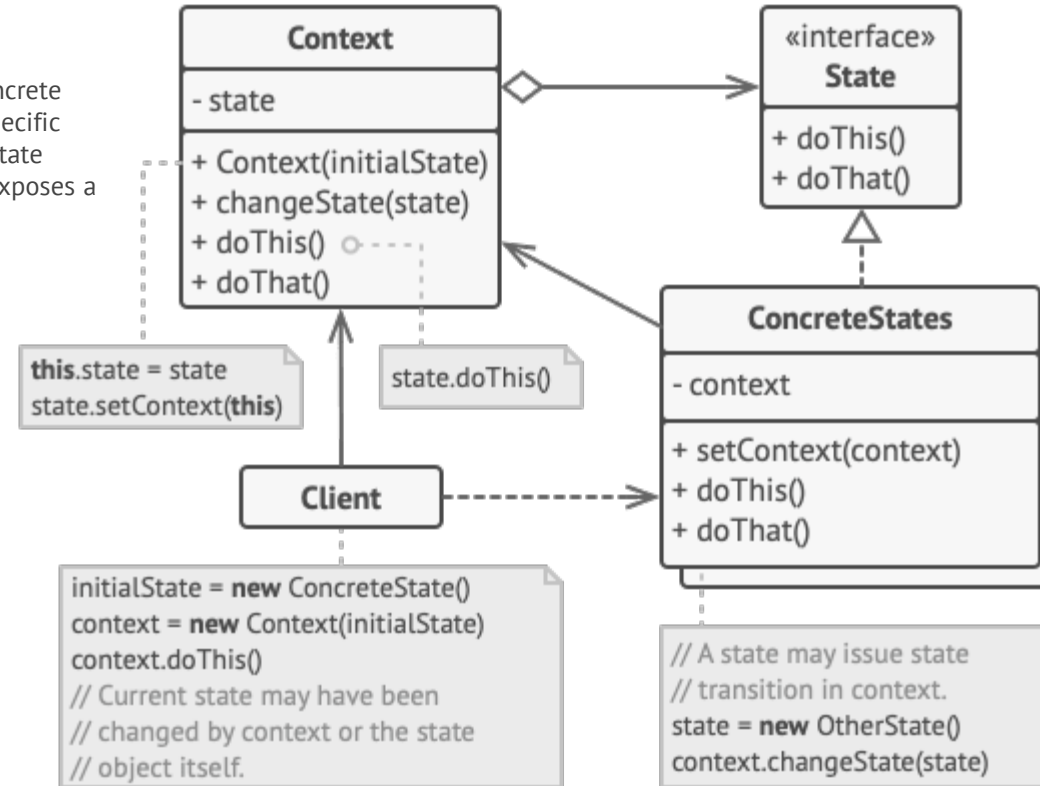 ncrete
ecific
tate
xposes a
Context
- state
+ Context(initialState)
+ changeState(state)
+ doThis()
+ doThat()
«interface»
State
+ doThis()
+ doThat()
this.state = state
state.setContext(this)
state.doThis()
ConcreteStates
- context
+ setContext(context)
+ doThis()
+ doThat()
Client
initialState = new ConcreteState()
context = new Context(initialState)
context.doThis()
// Current state may have been
// changed by context or the state
// object itself.
// A state may issue state
// transition in context.
state = new OtherState()
context.changeState(state)